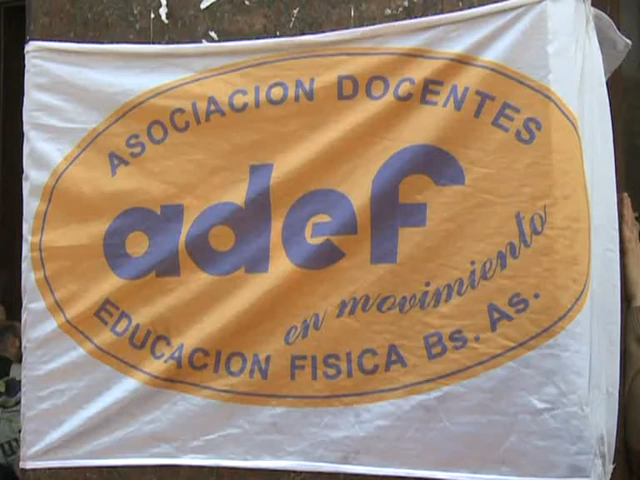 ASOCIACION DOCENTES
adef
en movimiento
EDUCACION FISICA Bs. As.